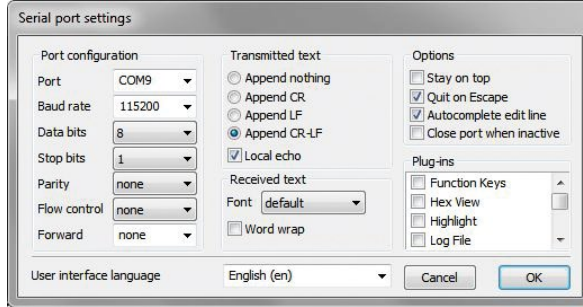 Serial port settings
Port configuration
Port COM9
Baud rate 115200
Data bits 8
Stop bits 1
Parity none
Flow control none
Forward none
Transmitted text
Append nothing
Append CR
Append LF
Append CR-LF
Local echo
Received text
Font default
Word wrap
Options
Stay on top
Quit on Escape
Autocomplete edit line
Close port when inactive
Plug-ins
Function Keys
Hex View
Highlight
Log File
User interface language English (en) Cancel OK